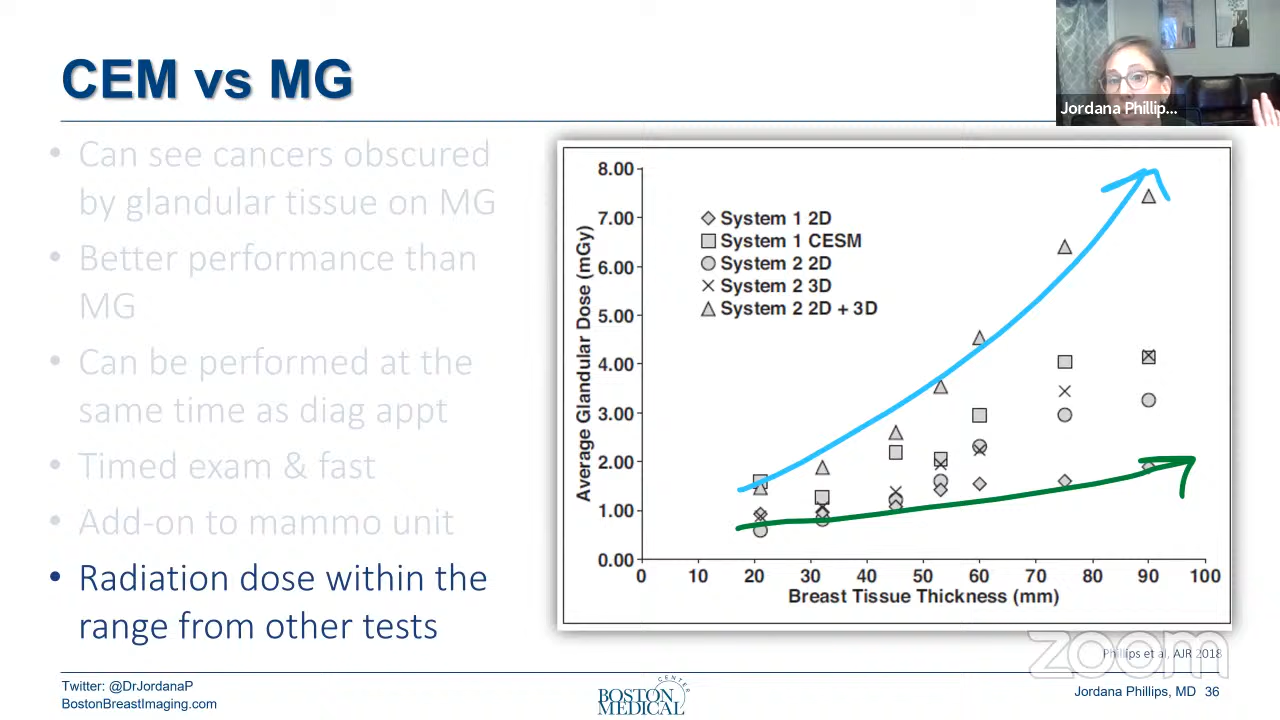 CEM vs MG
Jordana Phillip...
• Can see cancers obscured
by glandular tissue on MG
• Better performance than
MG
• Can be performed at the
same time as diag appt
• Timed exam & fast
• Add-on to mammo unit
• Radiation dose within the
range from other tests
8.00
7.00
6.00
5.00
4.00
3.00
2.00
1.00
0.00
Average Glandular Dose (mGy)
System 1 2D
System 1 CESM
System 2 2D
System 2 3D
System 2 2D + 3D
0 10 20 30 40 50 60 70 80 90 100
Breast Tissue Thickness (mm)
zoom
Phillips et al, AJR 2018
Twitter: @DrJordanaP
BostonBreastImaging.com
BOSTON
MEDICAL
CENTER
Jordana Phillips, MD 36